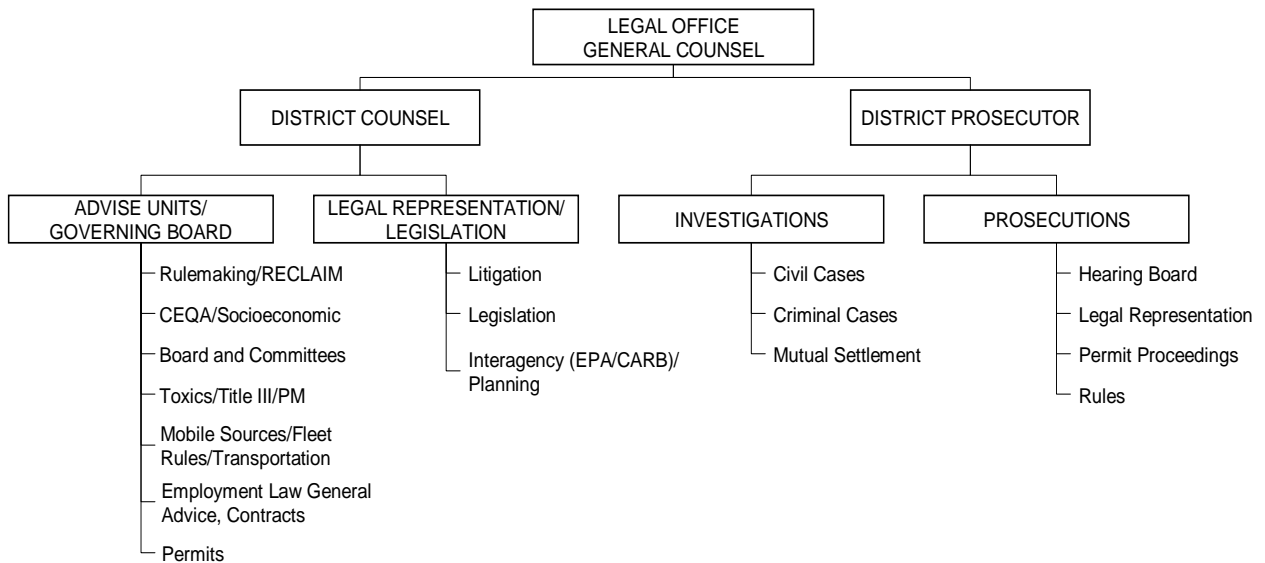 LEGAL OFFICE
GENERAL COUNSEL
DISTRICT COUNSEL
DISTRICT PROSECUTOR
ADVISE UNITS/
GOVERNING BOARD
LEGAL REPRESENTATION/
LEGISLATION
INVESTIGATIONS
PROSECUTIONS
Rulemaking/RECLAIM
CEQA/Socioeconomic
Board and Committees
Toxics/Title III/PM
Mobile Sources/Fleet
Rules/Transportation
Employment Law General
Advice, Contracts
Permits
Litigation
Legislation
Interagency (EPA/CARB)/
Planning
Civil Cases
Criminal Cases
Mutual Settlement
Hearing Board
Legal Representation
Permit Proceedings
Rules